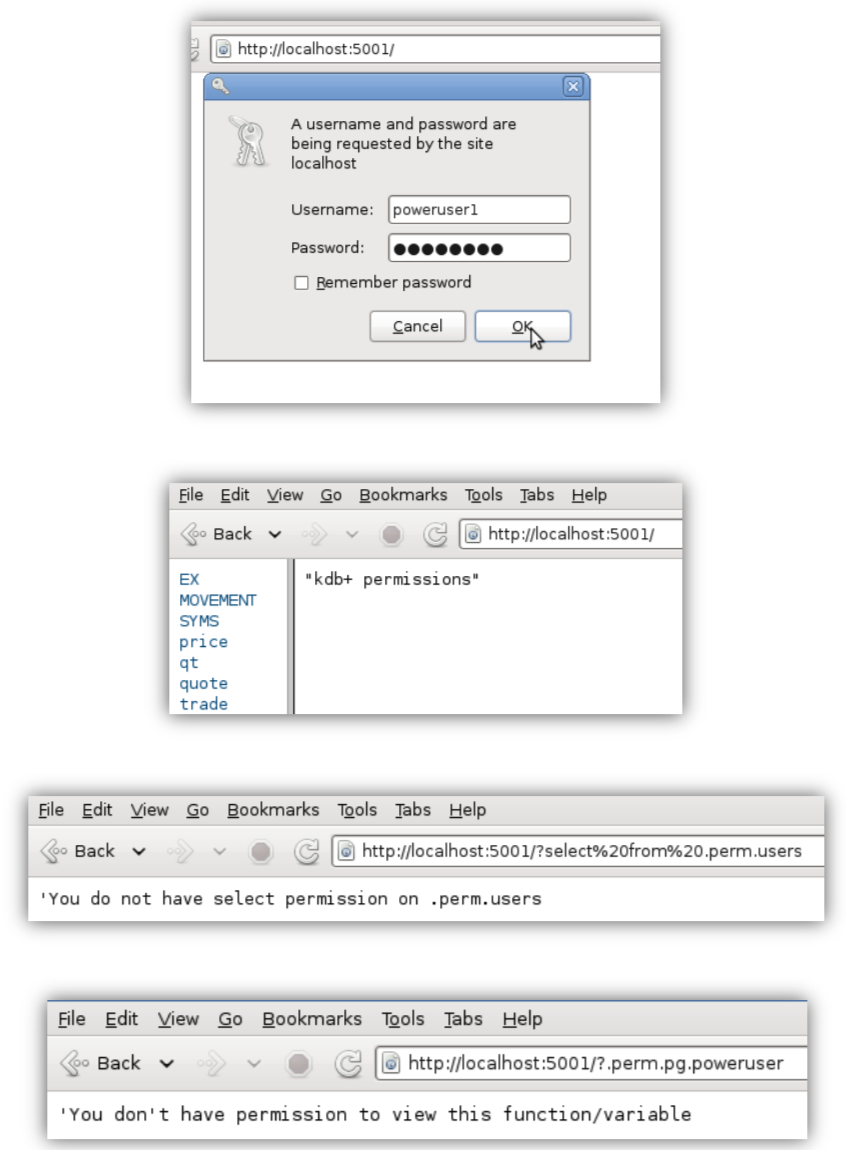 http://localhost:5001/
A username and password are
being requested by the site
localhost
Username: poweruser1
Password: ●●●●●●●●
Remember password
Cancel OK
File Edit View Go Bookmarks Tools Tabs Help
Back http://localhost:5001/
EX "kdb+ permissions"
MOVEMENT
SYMS
price
qt
quote
trade
File Edit View Go Bookmarks Tools Tabs Help
Back http://localhost:5001/?select%20from%20.perm.users
'You do not have select permission on .perm.users
File Edit View Go Bookmarks Tools Tabs Help
Back http://localhost:5001/?.perm.pg.poweruser
'You don't have permission to view this function/variable